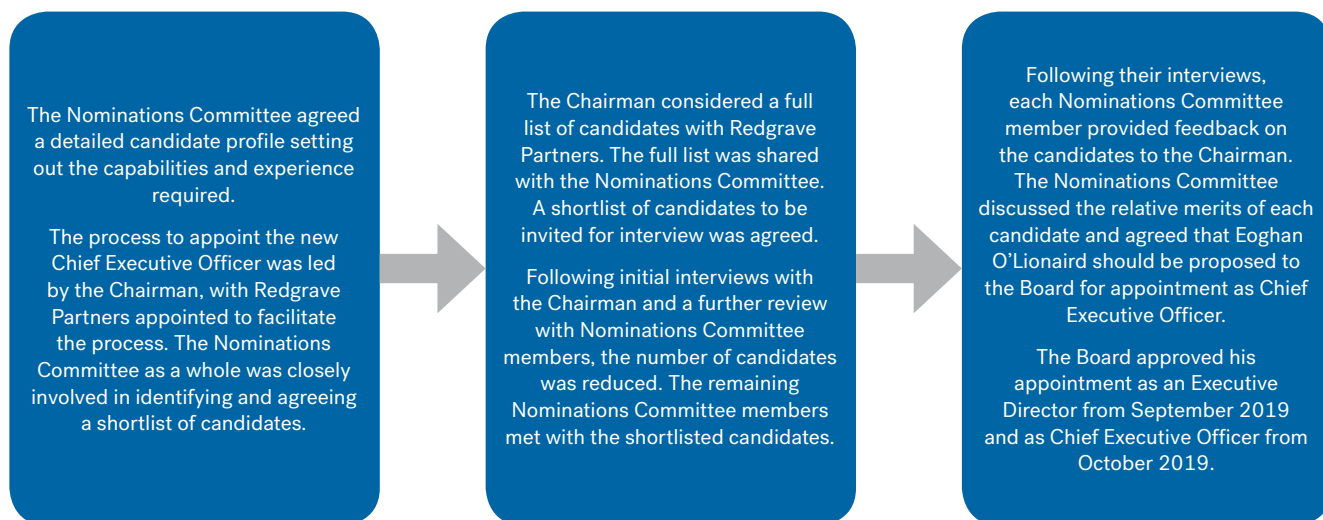 The Nominations Committee agreed
a detailed candidate profile setting
out the capabilities and experience
required.
The process to appoint the new
Chief Executive Officer was led
by the Chairman, with Redgrave
Partners appointed to facilitate
the process. The Nominations
Committee as a whole was closely
involved in identifying and agreeing
a shortlist of candidates.
The Chairman considered a full
list of candidates with Redgrave
Partners. The full list was shared
with the Nominations Committee.
A shortlist of candidates to be
invited for interview was agreed.
Following initial interviews with
the Chairman and a further review
with Nominations Committee
members, the number of candidates
was reduced. The remaining
Nominations Committee members
met with the shortlisted candidates.
Following their interviews,
each Nominations Committee
member provided feedback on
the candidates to the Chairman.
The Nominations Committee
discussed the relative merits of each
candidate and agreed that Eoghan
O’Lionaird should be proposed to
the Board for appointment as Chief
Executive Officer.
The Board approved his
appointment as an Executive
Director from September 2019
and as Chief Executive Officer from
October 2019.